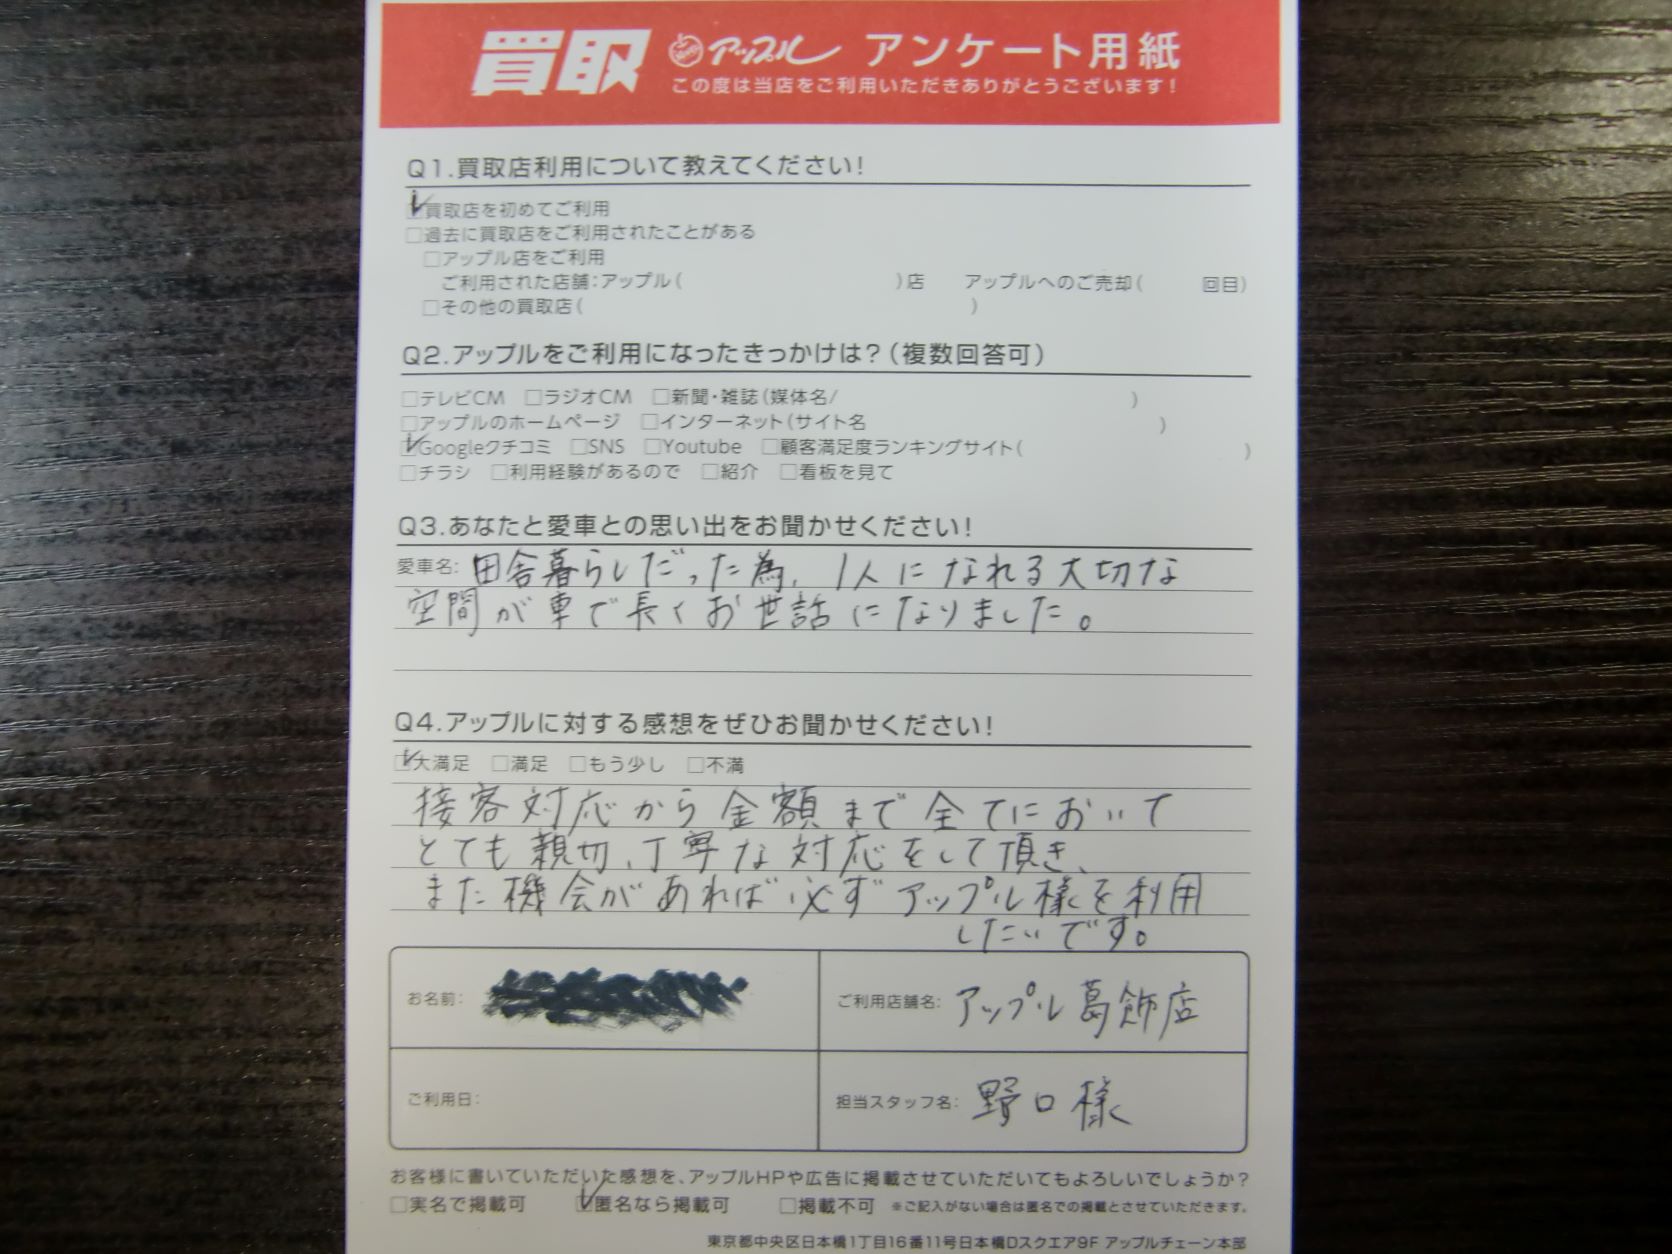 買取 アップル アンケート用紙
この度は当店をご利用いただきありがとうございます!
Q1.買取店利用について教えてください!
☑買取店を初めてご利用
□過去に買取店をご利用されたことがある
□アップル店をご利用
ご利用された店舗:アップル( )店 アップルへのご売却( 回目)
□その他の買取店( )
Q2.アップルをご利用になったきっかけは?(複数回答可)
□テレビCM □ラジオCM □新聞・雑誌(媒体名/ )
□アップルのホームページ □インターネット(サイト名 )
☑Googleクチコミ □SNS □Youtube □顧客満足度ランキングサイト( )
□チラシ □利用経験があるので □紹介 □看板を見て
Q3.あなたと愛車との思い出をお聞かせください!
愛車名: 田舎暮らしだった為、1人になれる大切な
空間が車で長くお世話になりました。
Q4.アップルに対する感想をぜひお聞かせください!
☑大満足 □満足 □もう少し □不満
接客対応から金額まで全てにおいて
とても親切、丁寧な対応をして頂き、
また機会があれば必ずアップル様を利用
したいです。
お名前:
ご利用店舗名: アップル葛飾店
ご利用日:
担当スタッフ名: 野口様
お客様に書いていただいた感想を、アップルHPや広告に掲載させていただいてもよろしいでしょうか?
□実名で掲載可 ☑匿名なら掲載可 □掲載不可 ※ご記入がない場合は匿名での掲載とさせていただきます。
東京都中央区日本橋1丁目16番11号日本橋Dスクエア9F アップルチェーン本部